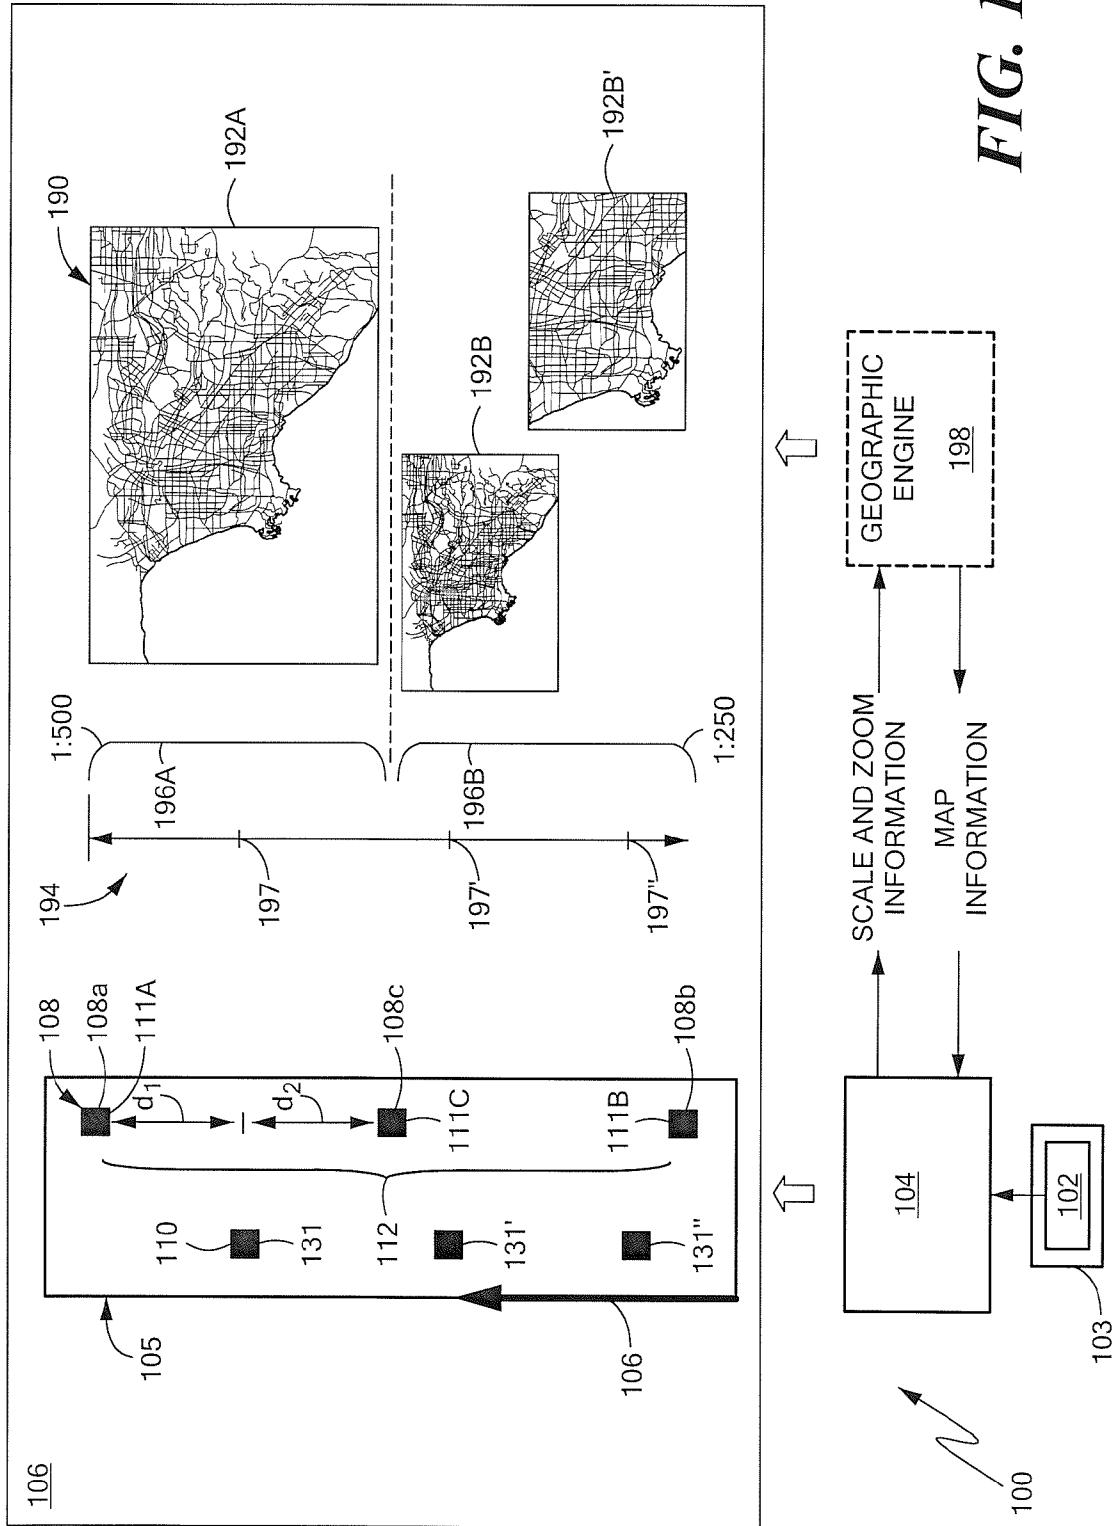 106
105
106
110
131
131'
131"
112
108
108a
111A
d1
d2
108c
111C
111B
108b
194
197
197'
197"
1:500
196A
196B
1:250
190
192A
192B
192B'
100
103
102
104
SCALE AND ZOOM
INFORMATION
MAP
INFORMATION
GEOGRAPHIC
ENGINE
198
FIG.